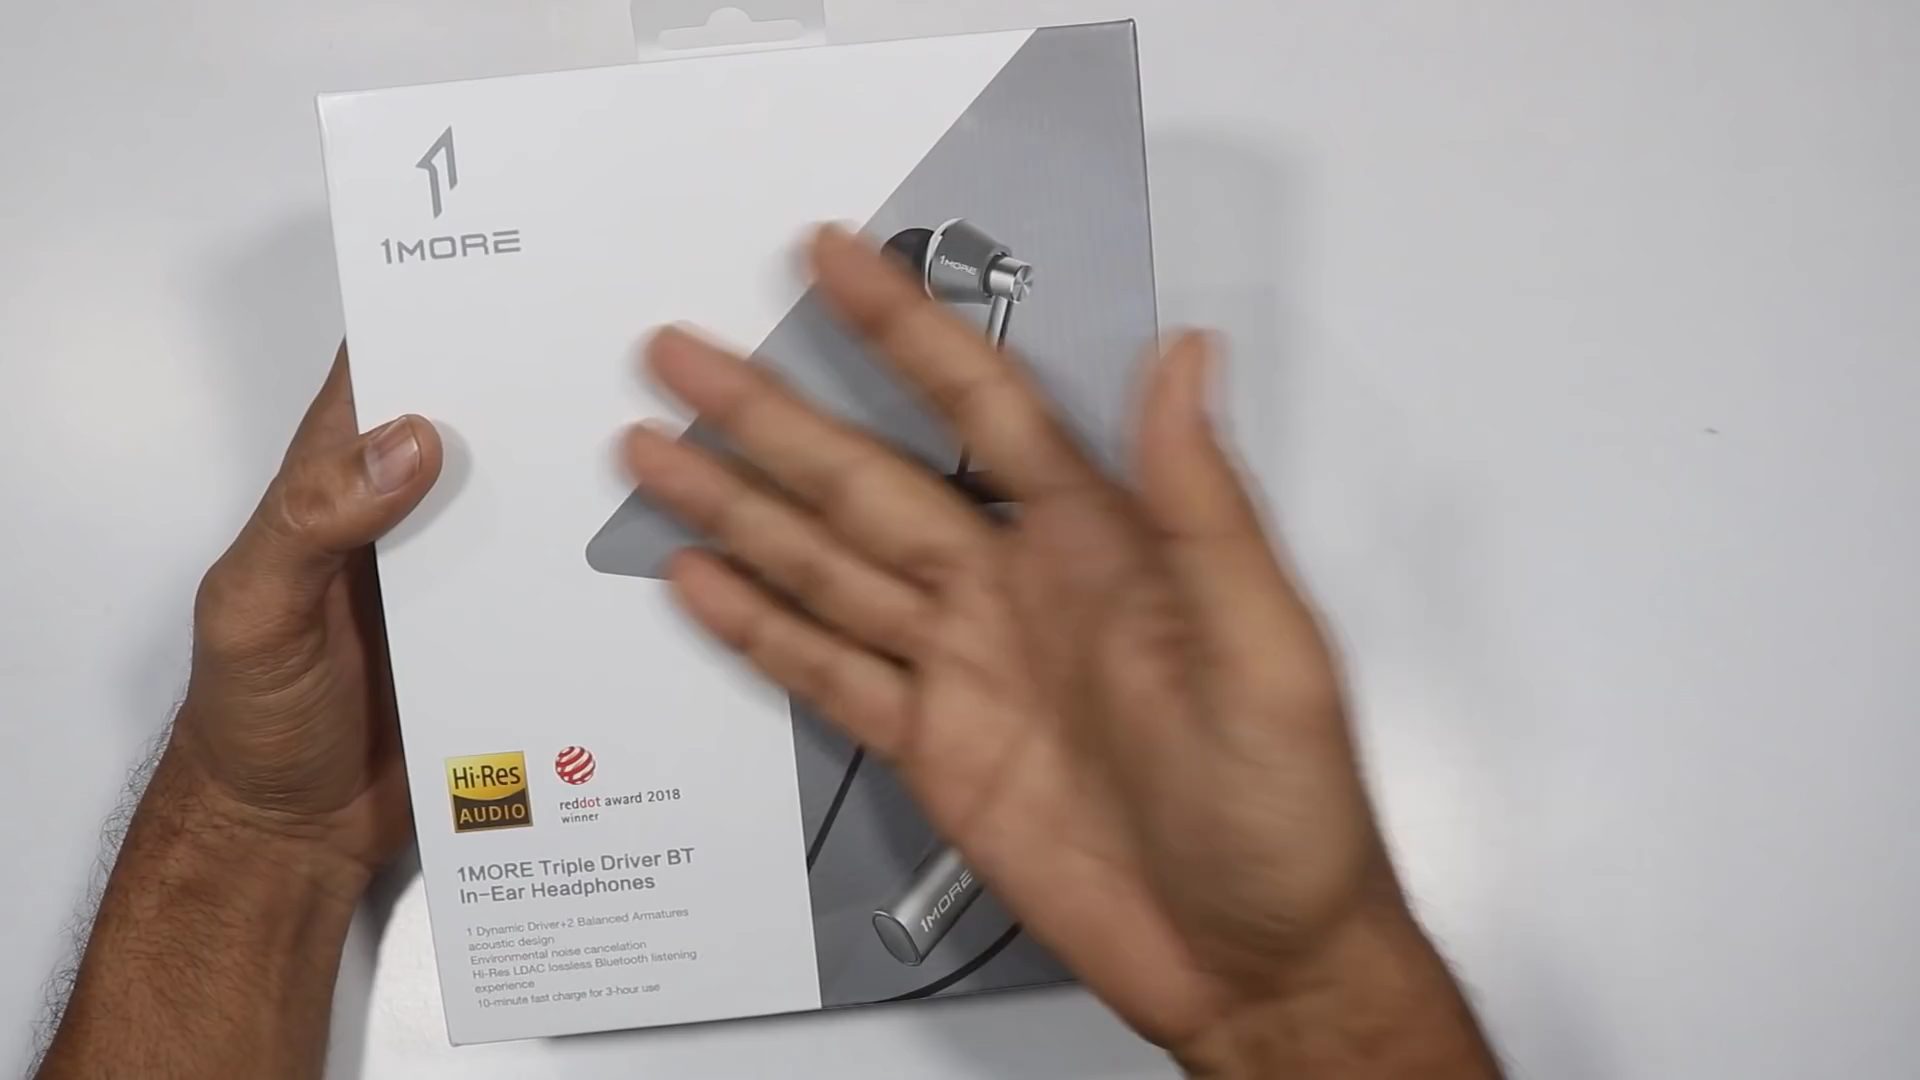 1MORE
1MORE
Hi-Res
AUDIO
reddot award 2018
winner
1MORE Triple Driver BT
In-Ear Headphones
1 Dynamic Driver+2 Balanced Armatures
acoustic design
Environmental noise cancelation
Hi-Res LDAC lossless Bluetooth listening
experience
10-minute fast charge for 3-hour use
1MORE